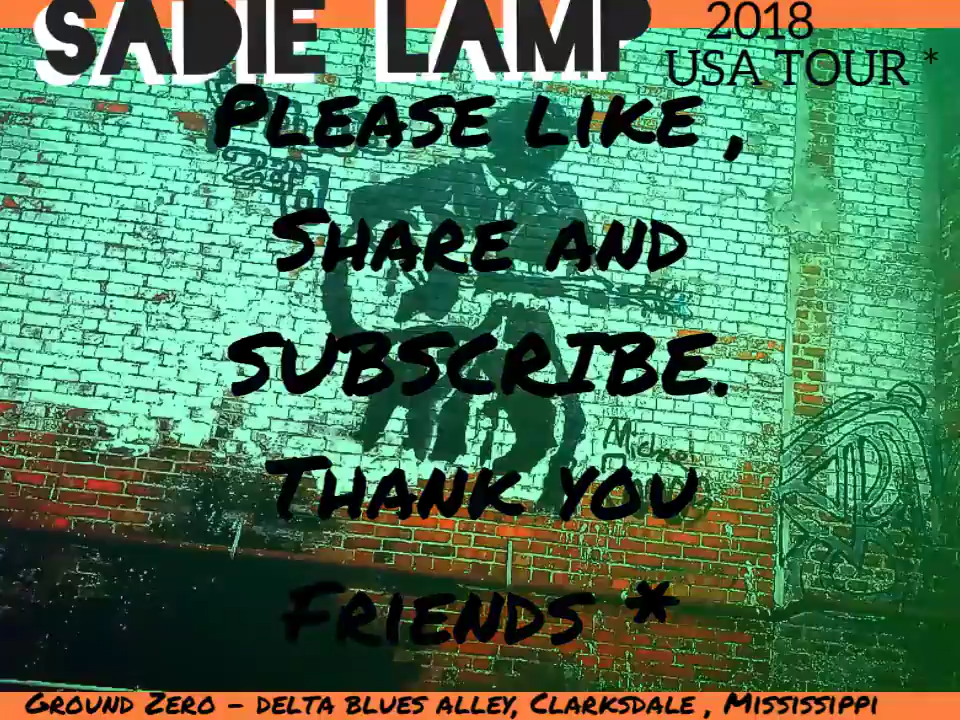 SADIE LAMP
2018
USA TOUR *
PLEASE LIKE ,
SHARE AND
SUBSCRIBE.
THANK YOU
FRIENDS *
GROUND ZERO - DELTA BLUES ALLEY, CLARKSDALE , MISSISSIPPI